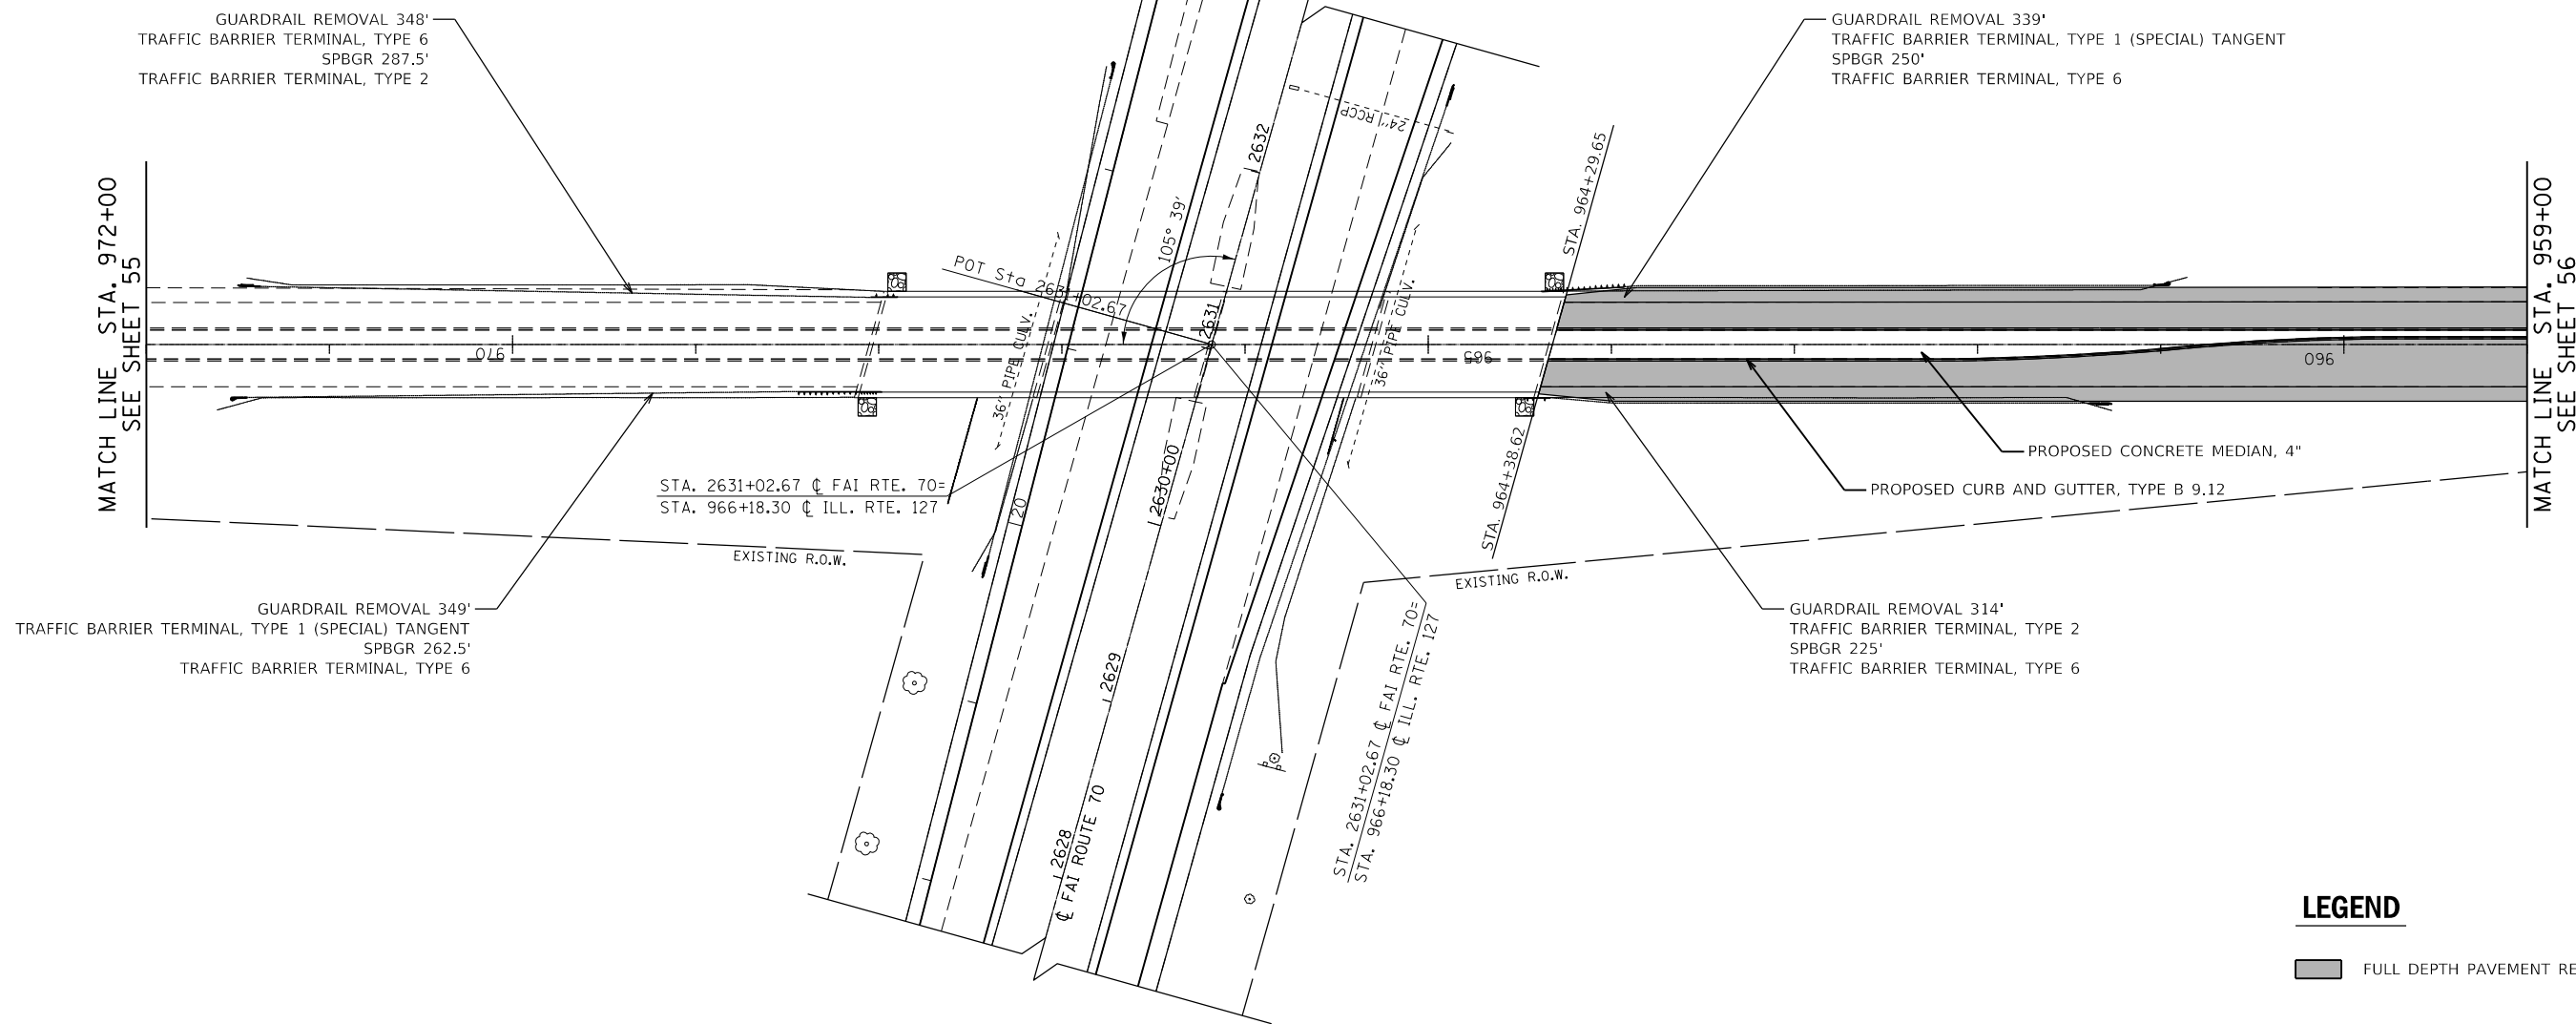 GUARDRAIL REMOVAL 348'
TRAFFIC BARRIER TERMINAL, TYPE 6
SPBGR 287.5'
TRAFFIC BARRIER TERMINAL, TYPE 2
GUARDRAIL REMOVAL 339'
TRAFFIC BARRIER TERMINAL, TYPE 1 (SPECIAL) TANGENT
SPBGR 250'
TRAFFIC BARRIER TERMINAL, TYPE 6
24" RCCP
2632
105° 39'
STA. 964+29.65
MATCH LINE STA. 972+00
SEE SHEET 55
POT Sta 2631+02.67
2631
36" PIPE CULV.
36" PIPE CULV.
970
965
960
MATCH LINE STA. 959+00
SEE SHEET 56
STA. 2631+02.67 ℄ FAI RTE. 70=
STA. 966+18.30 ℄ ILL. RTE. 127
20
2630+00
STA. 964+38.62
PROPOSED CONCRETE MEDIAN, 4"
PROPOSED CURB AND GUTTER, TYPE B 9.12
EXISTING R.O.W.
EXISTING R.O.W.
GUARDRAIL REMOVAL 349'
TRAFFIC BARRIER TERMINAL, TYPE 1 (SPECIAL) TANGENT
SPBGR 262.5'
TRAFFIC BARRIER TERMINAL, TYPE 6
GUARDRAIL REMOVAL 314'
TRAFFIC BARRIER TERMINAL, TYPE 2
SPBGR 225'
TRAFFIC BARRIER TERMINAL, TYPE 6
2629
STA. 2631+02.67 ℄ FAI RTE. 70=
STA. 966+18.30 ℄ ILL. RTE. 127
2628
℄ FAI ROUTE 70
LEGEND
FULL DEPTH PAVEMENT RE